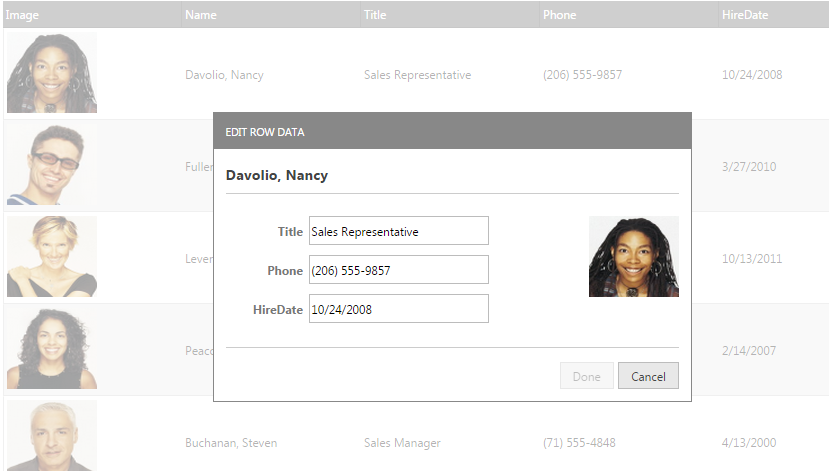 Image Name Title Phone HireDate
Davolio, Nancy Sales Representative (206) 555-9857 10/24/2008
EDIT ROW DATA
Fuller 3/27/2010
Davolio, Nancy
Title Sales Representative
Lever 10/13/2011
Phone (206) 555-9857
HireDate 10/24/2008
Peaco 2/14/2007
Done Cancel
Buchanan, Steven Sales Manager (71) 555-4848 4/13/2000